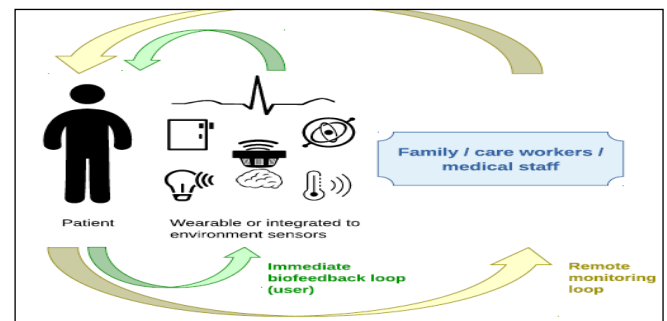 Family / care workers /
medical staff
Patient
Wearable or integrated to
environment sensors
Immediate
biofeedback loop
(user)
Remote
monitoring
loop